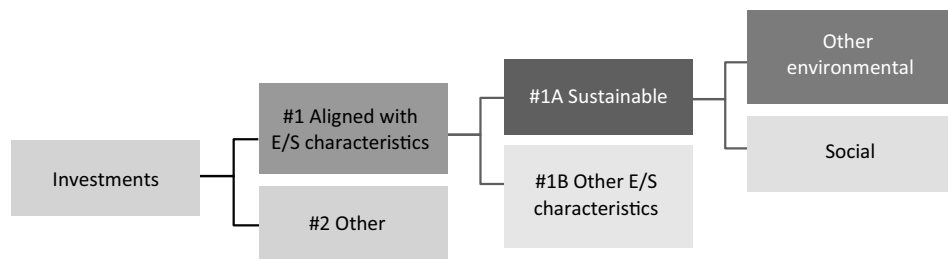 Investments
#1 Aligned with
E/S characteristics
#2 Other
#1A Sustainable
#1B Other E/S
characteristics
Other
environmental
Social